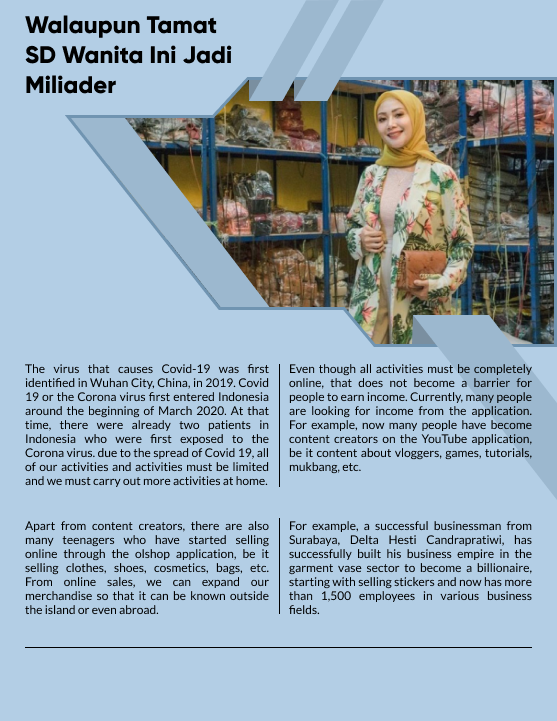 Walaupun Tamat
SD Wanita Ini Jadi
Miliader
The virus that causes Covid-19 was first
identified in Wuhan City, China, in 2019. Covid
19 or the Corona virus first entered Indonesia
around the beginning of March 2020. At that
time, there were already two patients in
Indonesia who were first exposed to the
Corona virus. due to the spread of Covid 19, all
of our activities and activities must be limited
and we must carry out more activities at home.
Even though all activities must be completely
online, that does not become a barrier for
people to earn income. Currently, many people
are looking for income from the application.
For example, now many people have become
content creators on the YouTube application,
be it content about vloggers, games, tutorials,
mukbang, etc.
Apart from content creators, there are also
many teenagers who have started selling
online through the olshop application, be it
selling clothes, shoes, cosmetics, bags, etc.
From online sales, we can expand our
merchandise so that it can be known outside
the island or even abroad.
For example, a successful businessman from
Surabaya, Delta Hesti Candrapratiwi, has
successfully built his business empire in the
garment vase sector to become a billionaire,
starting with selling stickers and now has more
than 1,500 employees in various business
fields.